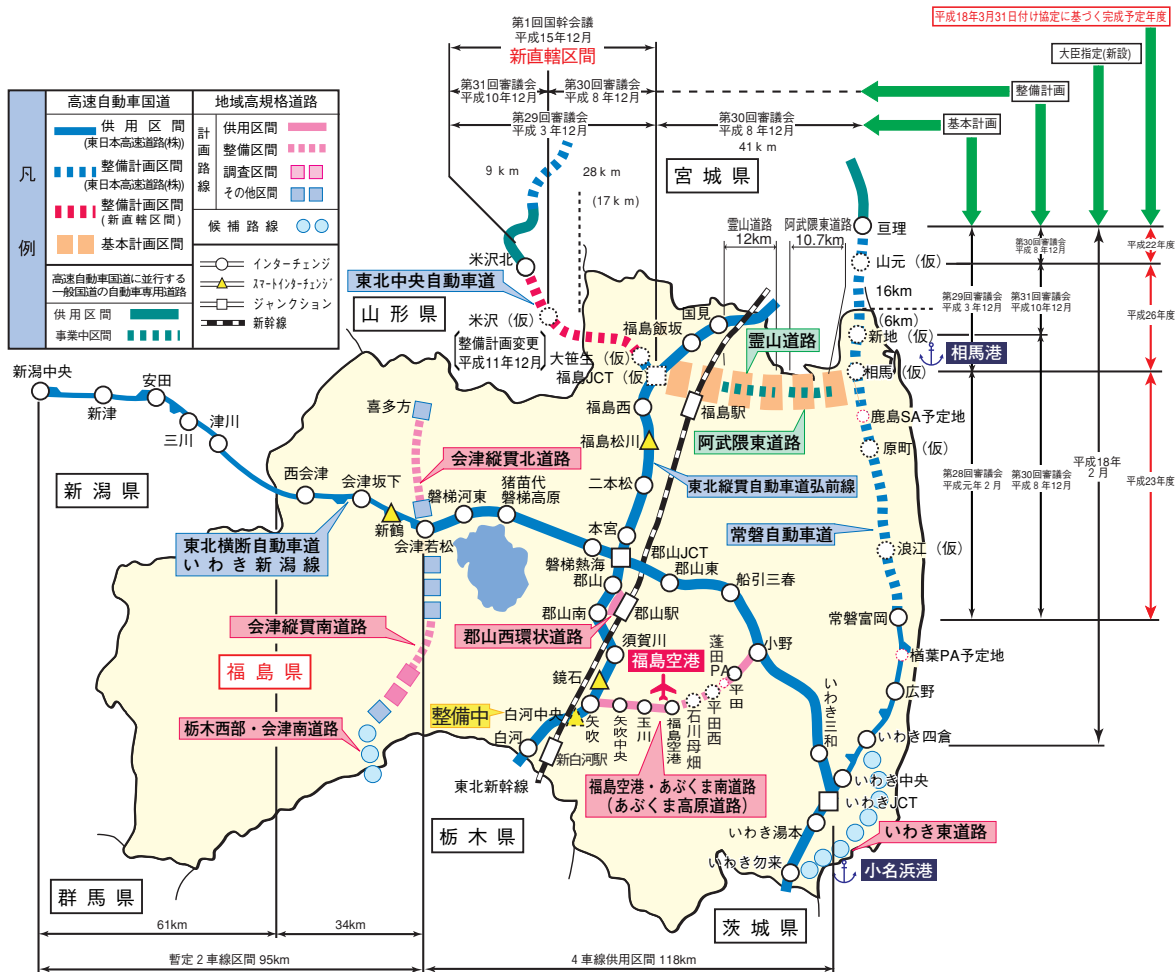 平成18年3月31日付け協定に基づく完成予定年度
大臣指定(新設)
整備計画
基本計画
第1回国幹会議
平成15年12月
新直轄区間
第31回審議会
平成10年12月
第30回審議会
平成8年12月
第29回審議会
平成3年12月
第30回審議会
平成8年12月
41km
9km
28km
(17km)
凡例
高速自動車国道
供用区間
(東日本高速道路(株))
整備計画区間
(東日本高速道路(株))
整備計画区間
(新直轄区間)
基本計画区間
高速自動車国道に並行する
一般国道の自動車専用道路
供用区間
事業中区間
地域高規格道路
計画路線
供用区間
整備区間
調査区間
その他区間
候補路線
インターチェンジ
スマートインターチェンジ
ジャンクション
新幹線
宮城県
山形県
新潟県
福島県
群馬県
栃木県
茨城県
霊山道路
12km
阿武隈東道路
10.7km
米沢北
東北中央自動車道
米沢(仮)
整備計画変更
平成11年12月
大笹生(仮)
福島JCT(仮)
福島飯坂
国見
霊山道路
阿武隈東道路
福島駅
福島西
福島松川
二本松
東北縦貫自動車道弘前線
本宮
郡山JCT
郡山東
船引三春
磐梯熱海
郡山
郡山南
郡山駅
郡山西環状道路
須賀川
鏡石
福島空港
整備中
白河中央
白河
新白河駅
東北新幹線
矢吹
矢吹中央
玉川
福島空港
石川母畑
平田西
蓬田PA
平田
小野
福島空港・あぶくま南道路
(あぶくま高原道路)
新潟中央
新津
安田
三川
津川
西会津
会津坂下
新鶴
会津若松
磐梯河東
猪苗代
磐梯高原
喜多方
会津縦貫北道路
東北横断自動車道
いわき新潟線
会津縦貫南道路
栃木西部・会津南道路
亘理
山元(仮)
16km
(6km)
新地(仮)
相馬港
相馬(仮)
鹿島SA予定地
原町(仮)
常磐自動車道
浪江(仮)
常磐富岡
楢葉PA予定地
広野
いわき四倉
いわき三和
いわき中央
いわきJCT
いわき湯本
いわき勿来
いわき東道路
小名浜港
第29回審議会
平成3年12月
第30回審議会
平成8年12月
第31回審議会
平成10年12月
第28回審議会
平成元年2月
第30回審議会
平成8年12月
平成18年
2月
平成22年度
平成26年度
平成23年度
61km
34km
暫定2車線区間 95km
4車線供用区間 118km